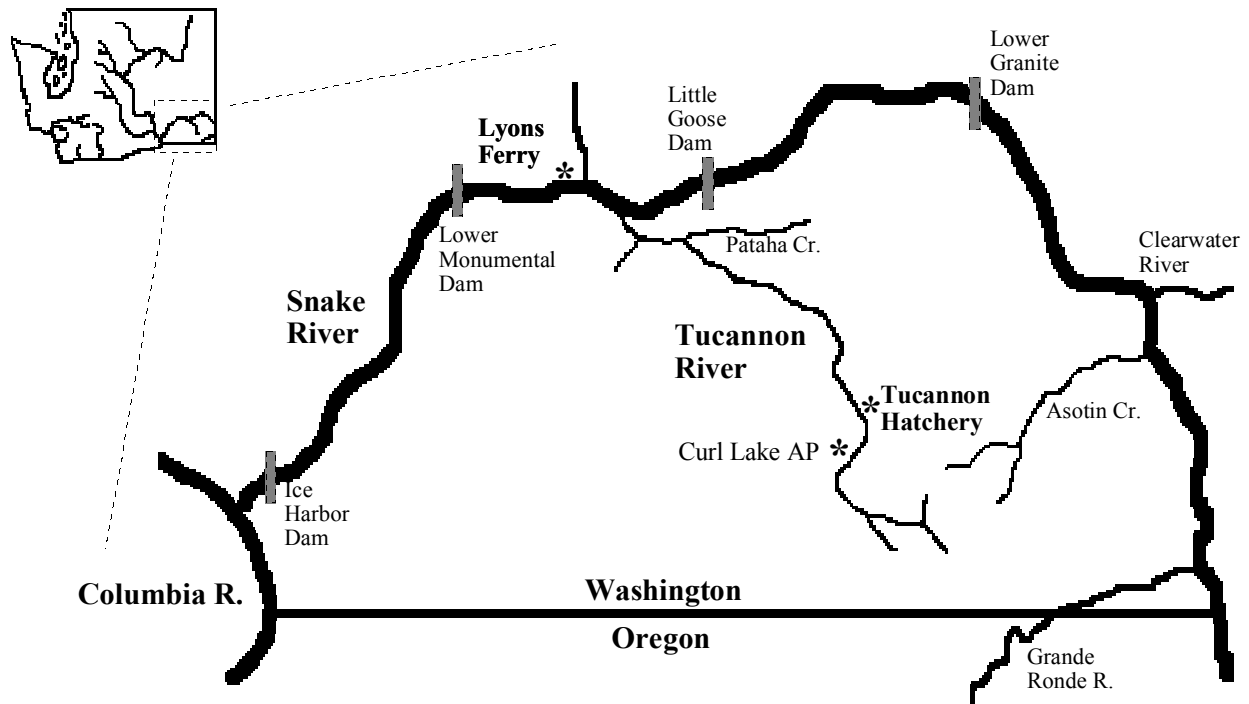 Lower
Granite
Dam
Little
Goose
Dam
Lyons
Ferry
*
Lower
Monumental
Dam
Pataha Cr.
Clearwater
River
Snake
River
Tucannon
River
*
Tucannon
Hatchery
Asotin Cr.
Curl Lake AP *
Ice
Harbor
Dam
Columbia R.
Washington
Oregon
Grande
Ronde R.